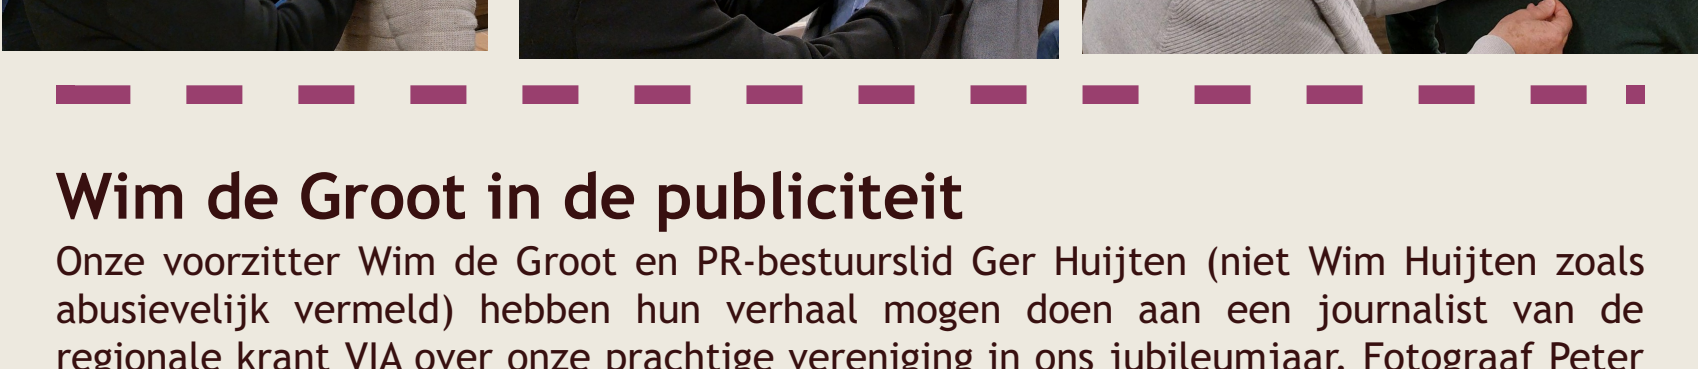 Wim de Groot in de publiciteit
Onze voorzitter Wim de Groot en PR-bestuurslid Ger Huijten (niet Wim Huijten zoals
abusievelijk vermeld) hebben hun verhaal mogen doen aan een journalist van de
regionale krant VIA over onze prachtige vereniging in ons jubileumjaar. Fotograaf Peter